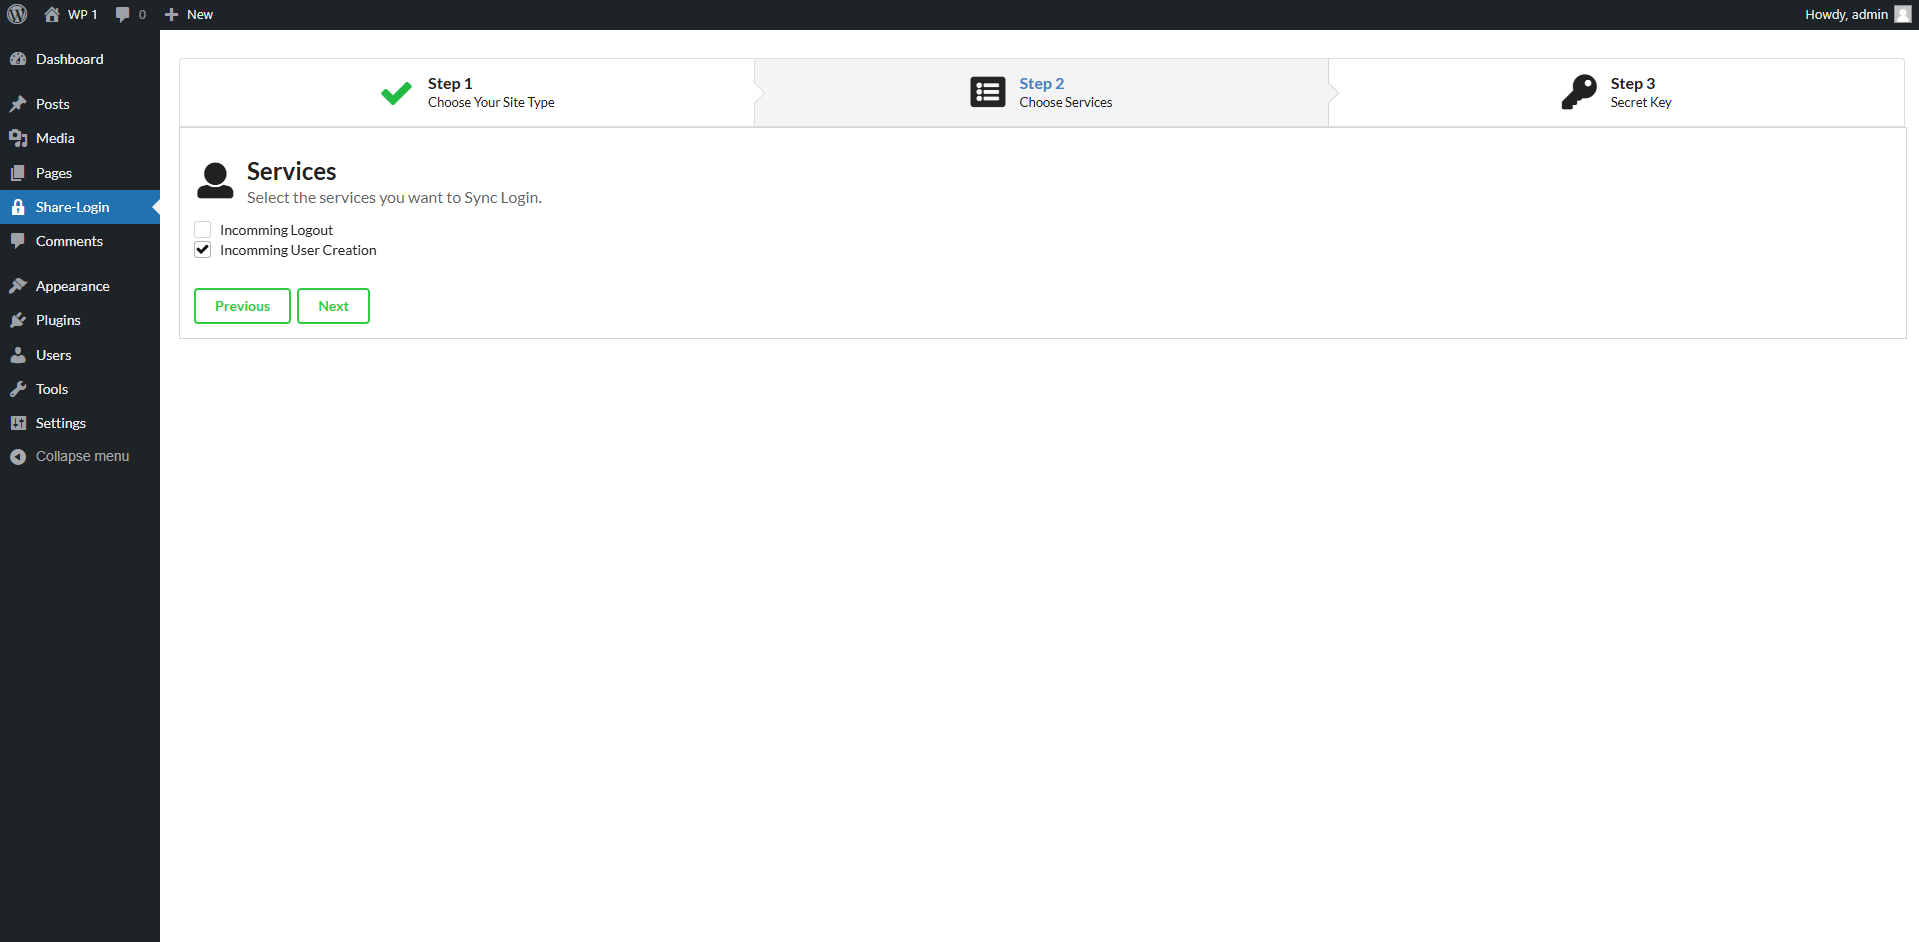 WP 1
0
New
Howdy, admin
Dashboard
Posts
Media
Pages
Share-Login
Comments
Appearance
Plugins
Users
Tools
Settings
Collapse menu
Step 1
Choose Your Site Type
Step 2
Choose Services
Step 3
Secret Key
Services
Select the services you want to Sync Login.
Incomming Logout
Incomming User Creation
Previous
Next